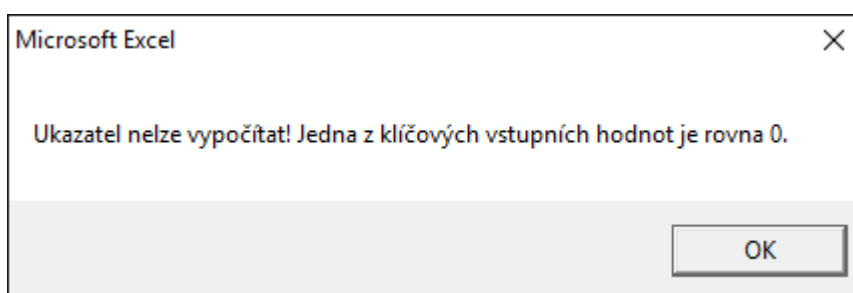 Microsoft Excel
Ukazatel nelze vypočítat! Jedna z klíčových vstupních hodnot je rovna 0.
OK